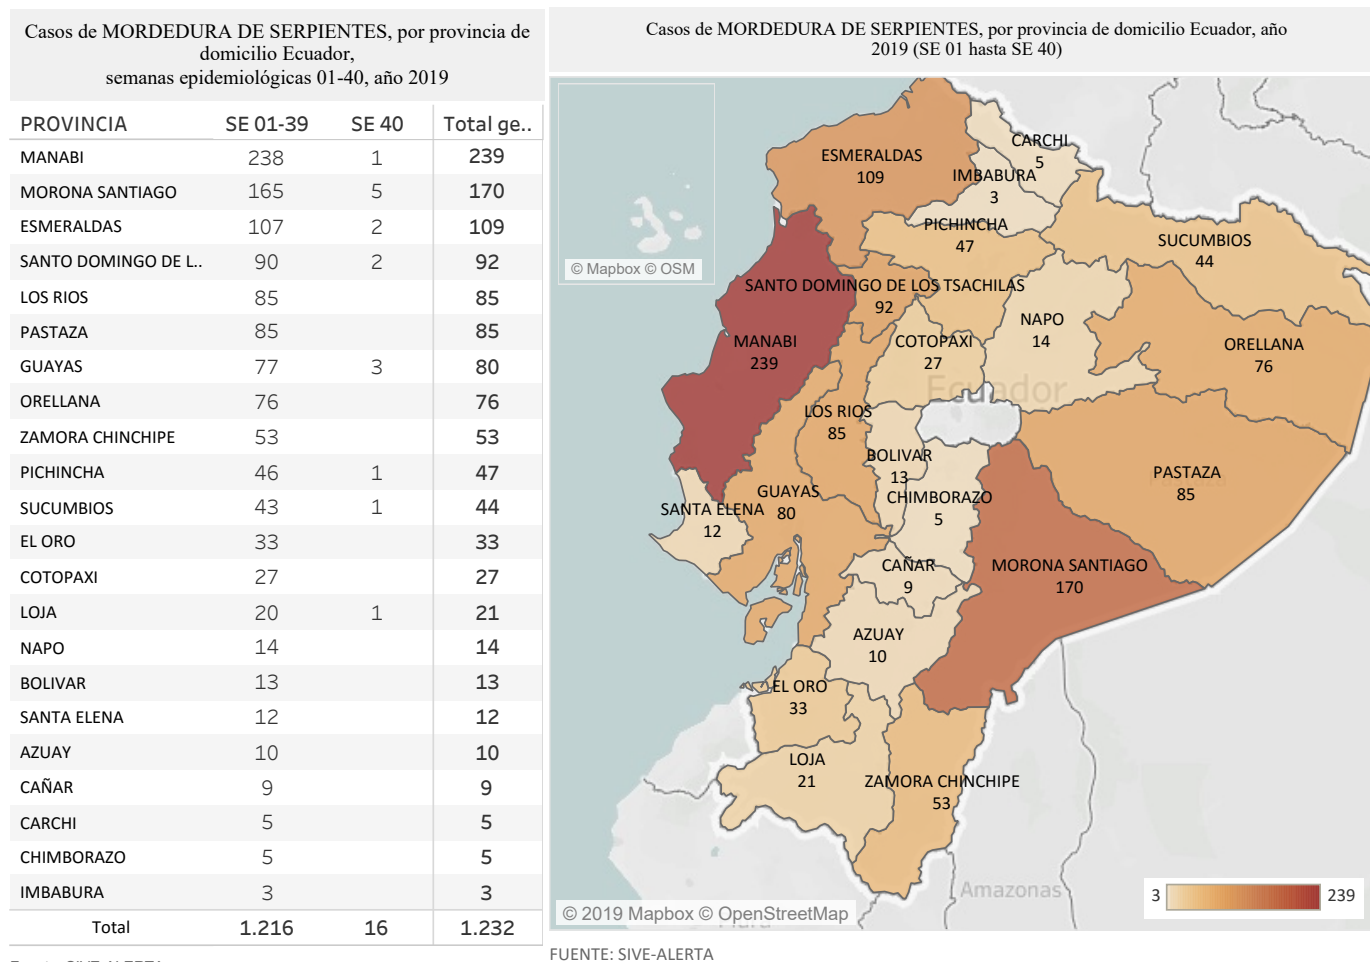 Casos de MORDEDURA DE SERPIENTES, por provincia de
domicilio Ecuador,
semanas epidemiológicas 01-40, año 2019
PROVINCIA SE 01-39 SE 40 Total ge..
MANABI 238 1 239
MORONA SANTIAGO 165 5 170
ESMERALDAS 107 2 109
SANTO DOMINGO DE L.. 90 2 92
LOS RIOS 85 85
PASTAZA 85 85
GUAYAS 77 3 80
ORELLANA 76 76
ZAMORA CHINCHIPE 53 53
PICHINCHA 46 1 47
SUCUMBIOS 43 1 44
EL ORO 33 33
COTOPAXI 27 27
LOJA 20 1 21
NAPO 14 14
BOLIVAR 13 13
SANTA ELENA 12 12
AZUAY 10 10
CAÑAR 9 9
CARCHI 5 5
CHIMBORAZO 5 5
IMBABURA 3 3
Total 1.216 16 1.232
Casos de MORDEDURA DE SERPIENTES, por provincia de domicilio Ecuador, año
2019 (SE 01 hasta SE 40)
CARCHI
5
ESMERALDAS
109
IMBABURA
3
PICHINCHA
47
SUCUMBIOS
44
© Mapbox © OSM
SANTO DOMINGO DE LOS TSACHILAS
92
NAPO
14
MANABI
239
COTOPAXI
27
ORELLANA
76
Ecuador
LOS RIOS
85
BOLIVAR
13
PASTAZA
85
GUAYAS
80
CHIMBORAZO
5
SANTA ELENA
12
CAÑAR
9
MORONA SANTIAGO
170
AZUAY
10
EL ORO
33
LOJA
21
ZAMORA CHINCHIPE
53
Amazonas
3 239
© 2019 Mapbox © OpenStreetMap
FUENTE: SIVE-ALERTA